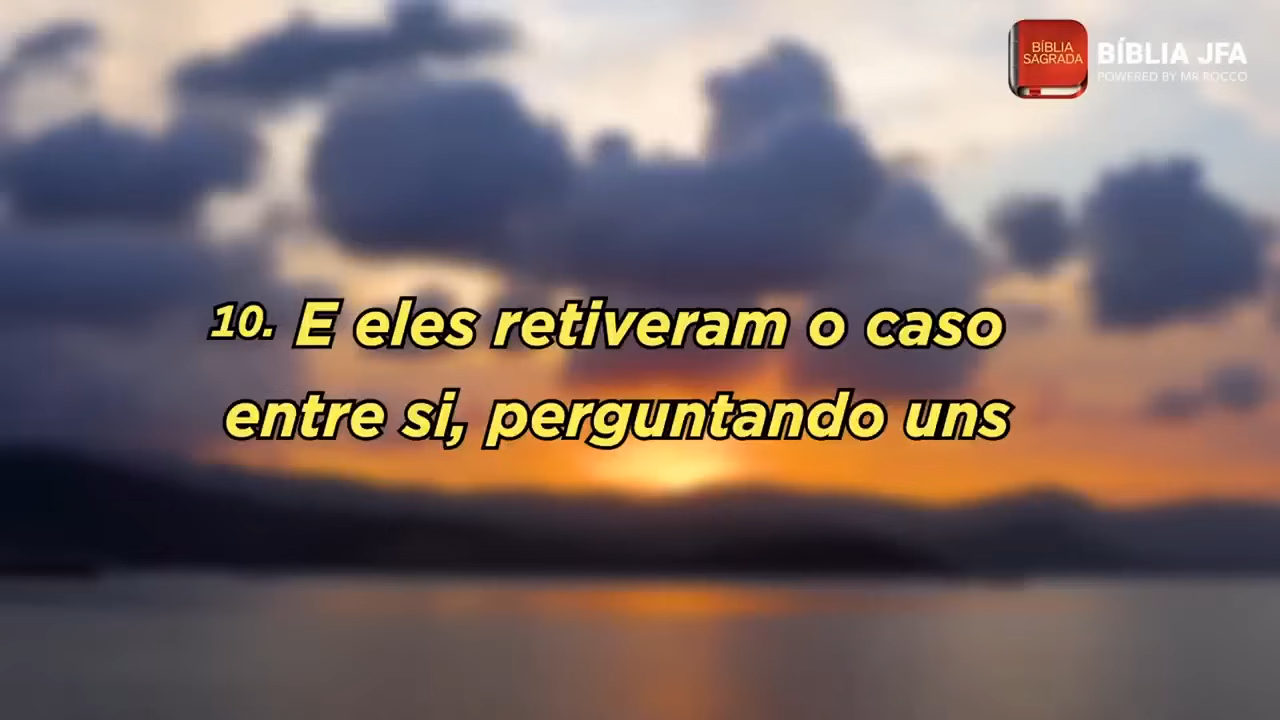 BÍBLIA
SAGRADA
BÍBLIA JFA
POWERED BY MR ROCCO
10. E eles retiveram o caso
entre si, perguntando uns